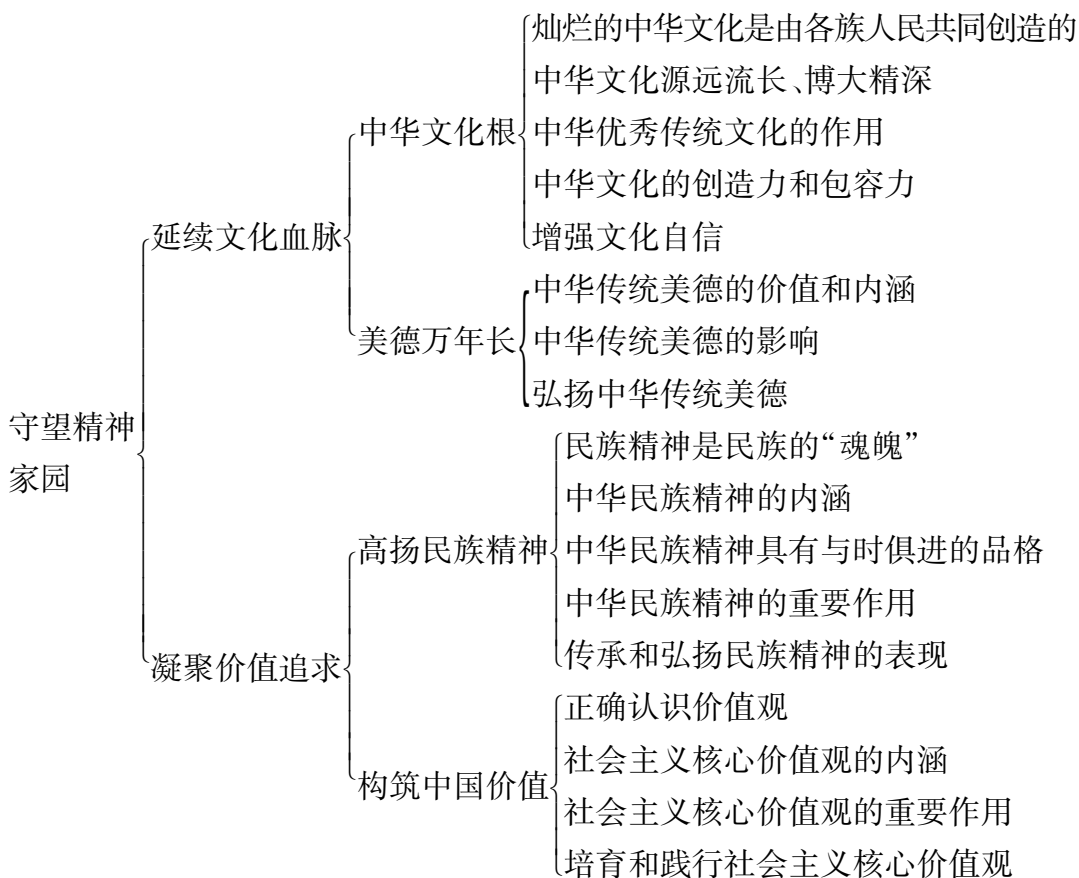 守望精神
家园
延续文化血脉
中华文化根
灿烂的中华文化是由各族人民共同创造的
中华文化源远流长、博大精深
中华优秀传统文化的作用
中华文化的创造力和包容力
增强文化自信
美德万年长
中华传统美德的价值和内涵
中华传统美德的影响
弘扬中华传统美德
凝聚价值追求
高扬民族精神
民族精神是民族的“魂魄”
中华民族精神的内涵
中华民族精神具有与时俱进的品格
中华民族精神的重要作用
传承和弘扬民族精神的表现
构筑中国价值
正确认识价值观
社会主义核心价值观的内涵
社会主义核心价值观的重要作用
培育和践行社会主义核心价值观